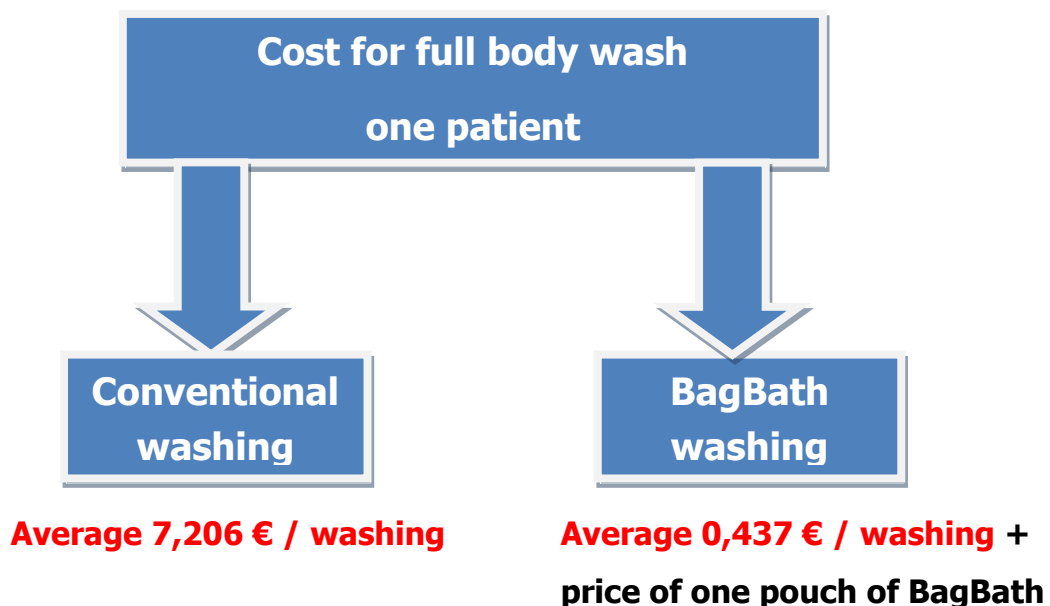 Cost for full body wash
one patient
Conventional
washing
BagBath
washing
Average 7,206 € / washing
Average 0,437 € / washing +
price of one pouch of BagBath